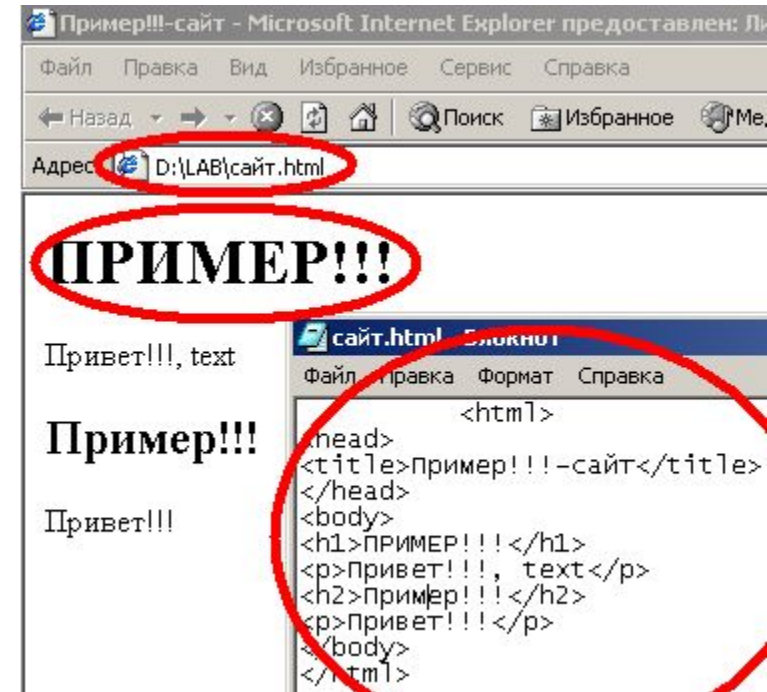 Пример!!!-сайт - Microsoft Internet Explorer предоставлен:
Файл Правка Вид Избранное Сервис Справка
Назад Поиск Избранное
Адрес D:\LAB\сайт.html
ПРИМЕР!!!
Привет!!!, text
Пример!!!
Привет!!!
сайт.html - Блокнот
Файл Правка Формат Справка
<html>
<head>
<title>Пример!!!-сайт</title>
</head>
<body>
<h1>ПРИМЕР!!!</h1>
<p>Привет!!!, text</p>
<h2>Пример!!!</h2>
<p>Привет!!!</p>
</body>
</html>